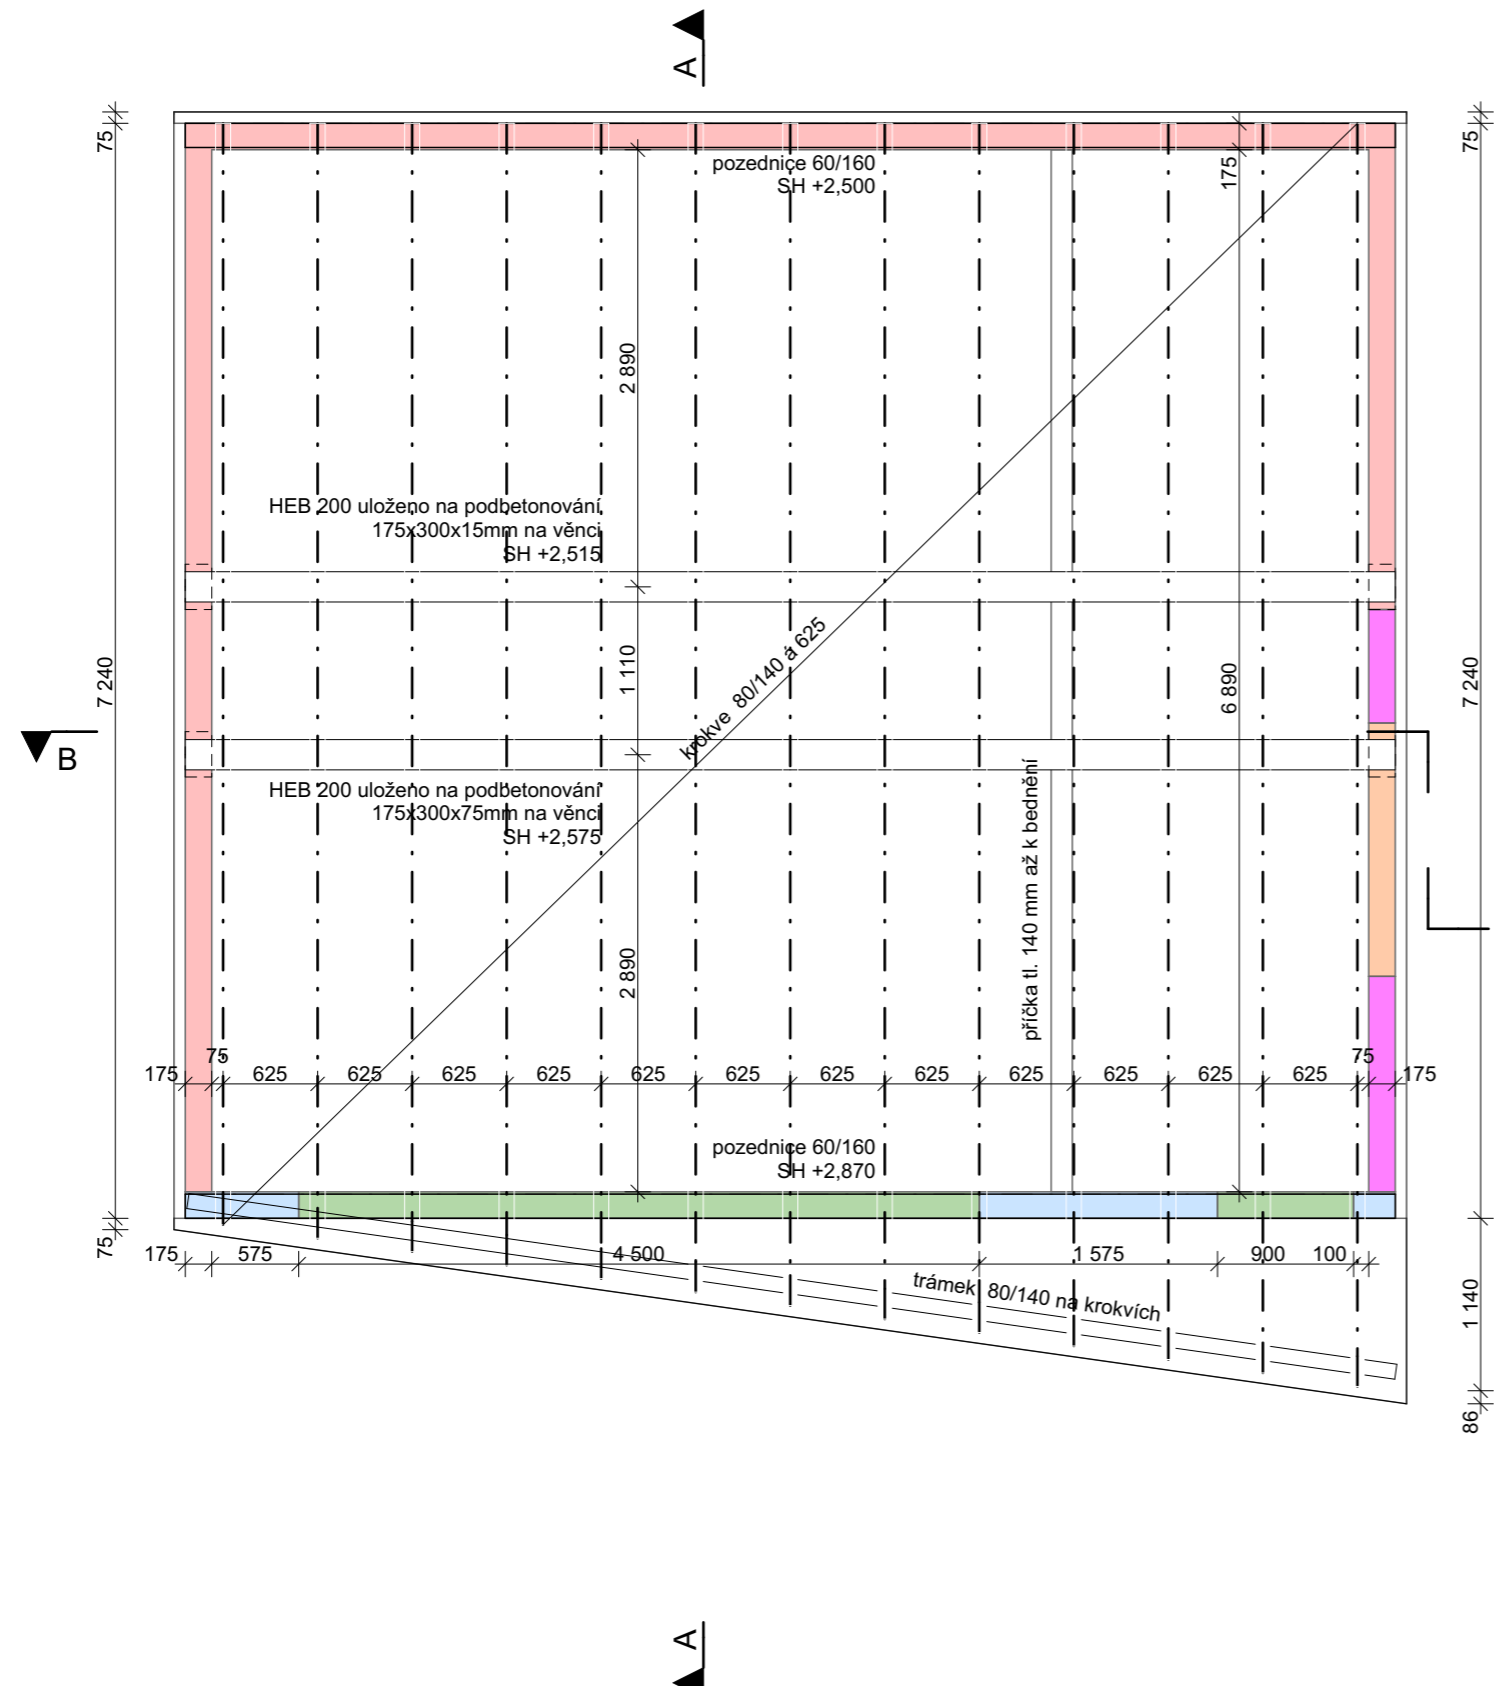 A
75
75
175
pozednice 60/160
SH +2,500
2 890
HEB 200 uloženo na podbetonování
175x300x15mm na věnci
SH +2,515
7 240
1 110
krokve 80/140 á 625
6 890
7 240
B
HEB 200 uloženo na podbetonování
175x300x75mm na věnci
SH +2,575
příčka tl. 140 mm až k bednění
2 890
175
75
625
625
625
625
625
625
625
625
625
625
625
625
75
175
pozednice 60/160
SH +2,870
75
175
575
4 500
1 575
900
100
trámek 80/140 na krokvích
1 140
86
A